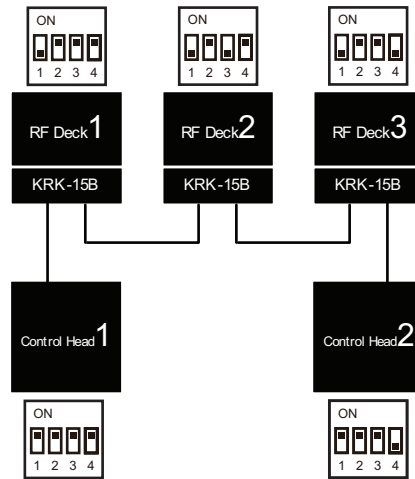 ON
1 2 3 4
ON
1 2 3 4
ON
1 2 3 4
RF Deck1
RF Deck2
RF Deck3
KRK-15B
KRK-15B
KRK-15B
Control Head1
Control Head2
ON
1 2 3 4
ON
1 2 3 4